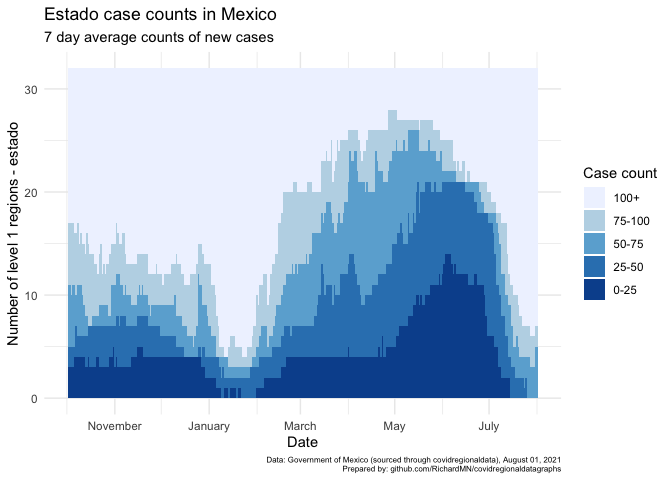 Estado case counts in Mexico
7 day average counts of new cases
Number of level 1 regions - estado
30
20
10
0
November
January
March
May
July
Date
Case count
100+
75-100
50-75
25-50
0-25
Data: Government of Mexico (sourced through covidregionaldata), August 01, 2021
Prepared by: github.com/RichardMN/covidregionaldatagraphs